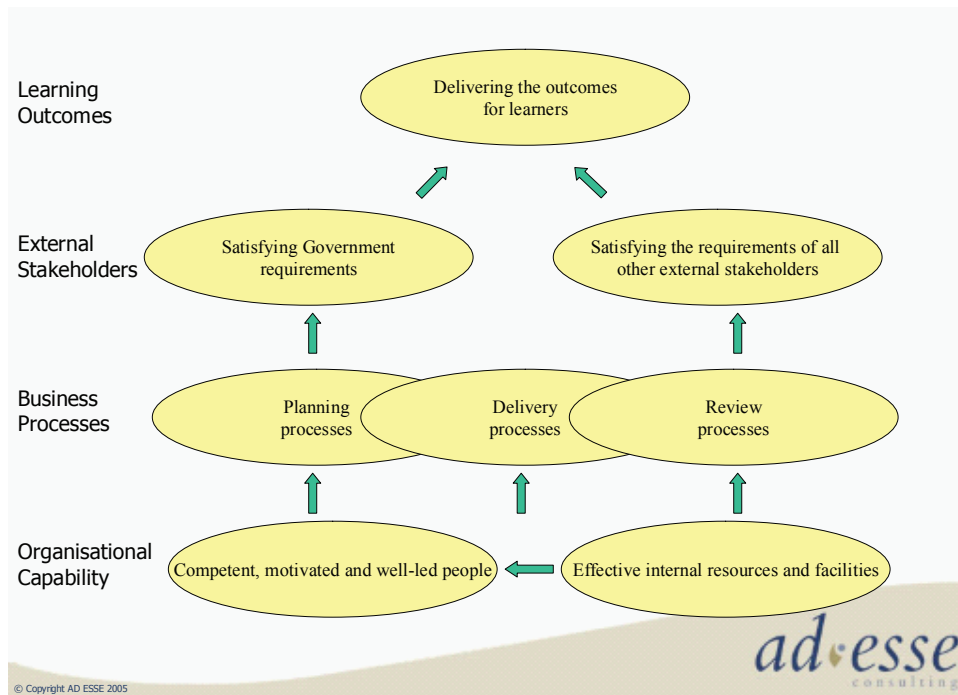 Learning
Outcomes
Delivering the outcomes
for learners
External
Stakeholders
Satisfying Government
requirements
Satisfying the requirements of all
other external stakeholders
Business
Processes
Planning
processes
Delivery
processes
Review
processes
Organisational
Capability
Competent, motivated and well-led people
Effective internal resources and facilities
ad esse
consulting
© Copyright AD ESSE 2005